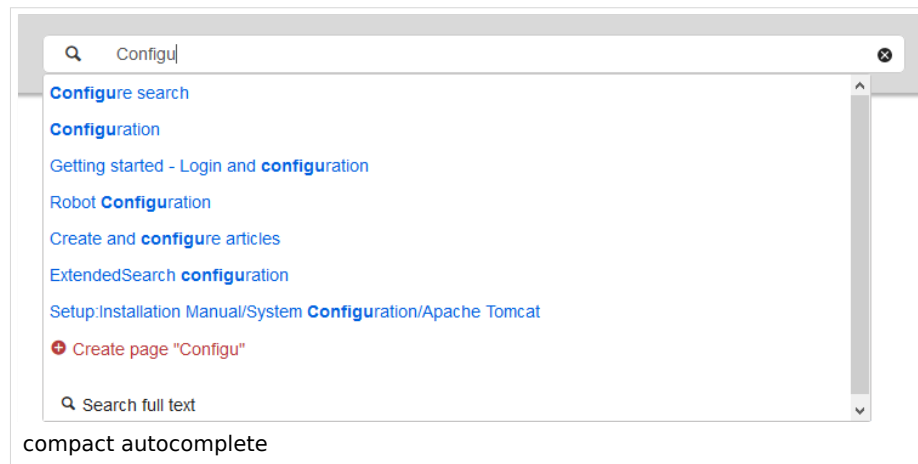 Configu
Configure search
Configuration
Getting started - Login and configuration
Robot Configuration
Create and configure articles
ExtendedSearch configuration
Setup:Installation Manual/System Configuration/Apache Tomcat
Create page "Configu"
Search full text
compact autocomplete